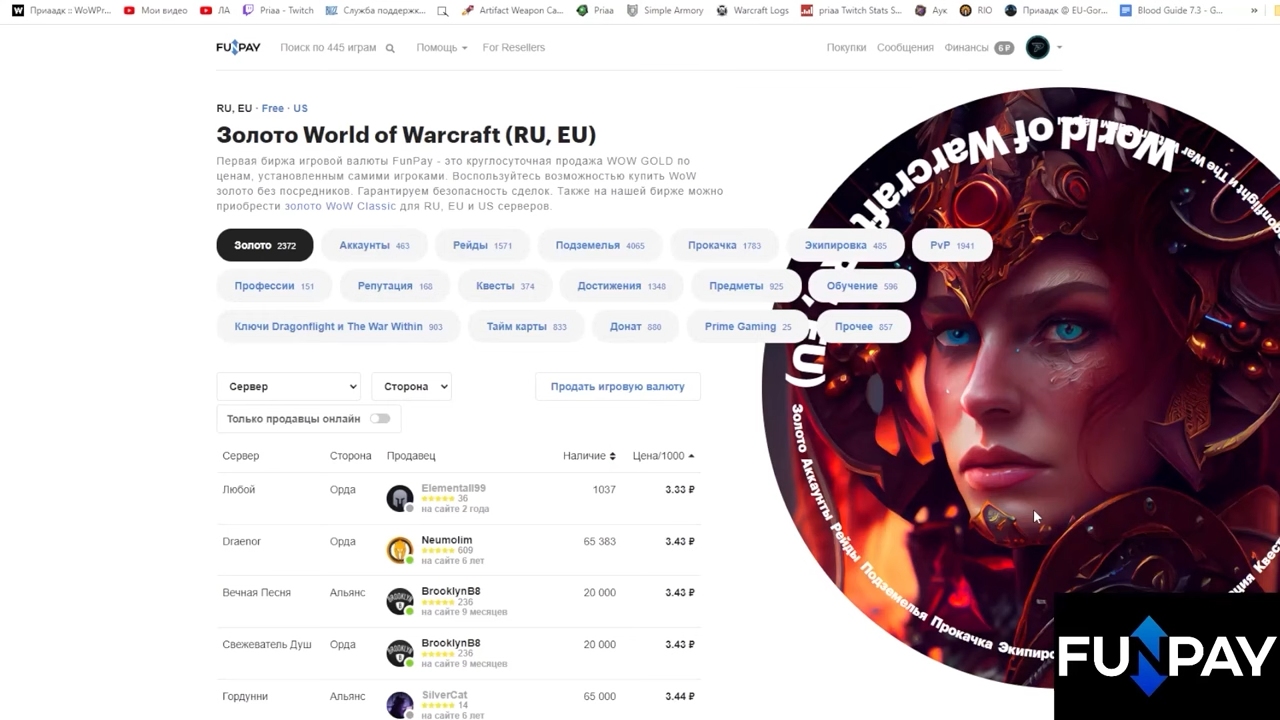 Приаадк :: WoWPr...
Мои видео
ЛА
Priaa - Twitch
Служба поддержк...
Artifact Weapon Ca...
Priaa
Simple Armory
Warcraft Logs
priaa Twitch Stats S...
Аук
RIO
Приаадк @ EU-Gor...
Blood Guide 7.3 - G...
»
FUNPAY
Поиск по 445 играм
Помощь
For Resellers
Покупки
Сообщения
Финансы 6 ₽
RU, EU · Free · US
Золото World of Warcraft (RU, EU)
Первая биржа игровой валюты FunPay - это круглосуточная продажа WOW GOLD по
ценам, установленным самими игроками. Воспользуйтесь возможностью купить WoW
золото без посредников. Гарантируем безопасность сделок. Также на нашей бирже можно
приобрести золото WoW Classic для RU, EU и US серверов.
Золото 2372
Аккаунты 463
Рейды 1571
Подземелья 4065
Прокачка 1783
Экипировка 485
PvP 1941
Профессии 151
Репутация 168
Квесты 374
Достижения 1348
Предметы 925
Обучение 596
Ключи Dragonflight и The War Within 903
Тайм карты 833
Донат 880
Prime Gaming 25
Прочее 857
Сервер
Сторона
Продать игровую валюту
Только продавцы онлайн
Сервер Сторона Продавец Наличие Цена/1000
Любой Орда Elementall99 1037 3.33 ₽
36
на сайте 2 года
Draenor Орда Neumolim 65 383 3.43 ₽
609
на сайте 6 лет
Вечная Песня Альянс BrooklynB8 20 000 3.43 ₽
236
на сайте 9 месяцев
Свежеватель Душ Орда BrooklynB8 20 000 3.43 ₽
236
на сайте 9 месяцев
Гордунни Альянс SilverCat 65 000 3.44 ₽
14
на сайте 6 лет
World of Warcraft
EU)
Золото Аккаунты Рейды Подземелья Прокачка Экипиро
FUNPAY